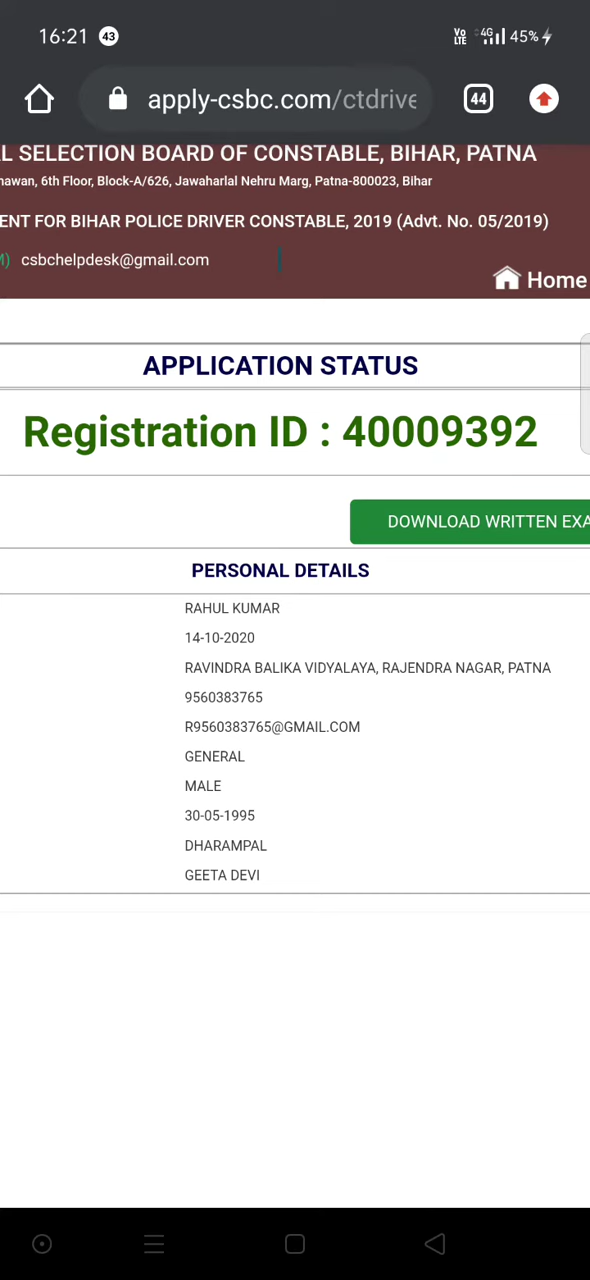 16:21 43 Vo LTE 4G 45%
apply-csbc.com/ctdrive 44
L SELECTION BOARD OF CONSTABLE, BIHAR, PATNA
hawan, 6th Floor, Block-A/626, Jawaharlal Nehru Marg, Patna-800023, Bihar
ENT FOR BIHAR POLICE DRIVER CONSTABLE, 2019 (Advt. No. 05/2019)
M) csbchelpdesk@gmail.com
Home
APPLICATION STATUS
Registration ID : 40009392
DOWNLOAD WRITTEN EXA
PERSONAL DETAILS
RAHUL KUMAR
14-10-2020
RAVINDRA BALIKA VIDYALAYA, RAJENDRA NAGAR, PATNA
9560383765
R9560383765@GMAIL.COM
GENERAL
MALE
30-05-1995
DHARAMPAL
GEETA DEVI